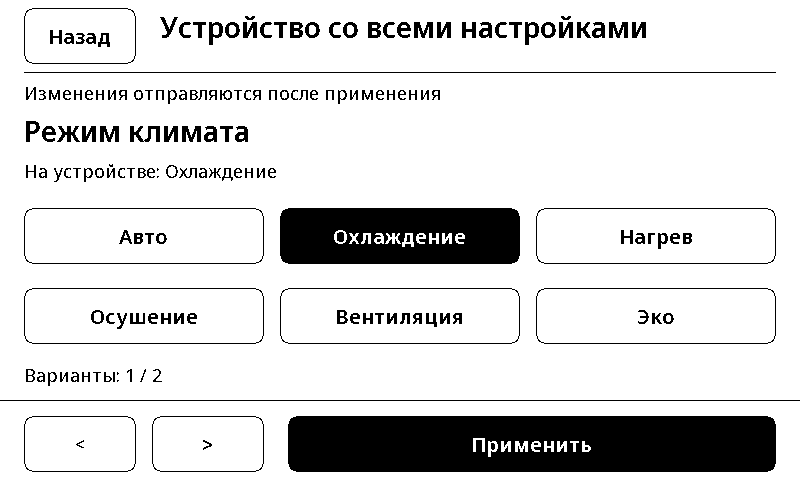 Назад
Устройство со всеми настройками
Изменения отправляются после применения
Режим климата
На устройстве: Охлаждение
Авто
Охлаждение
Нагрев
Осушение
Вентиляция
Эко
Варианты: 1 / 2
<
>
Применить